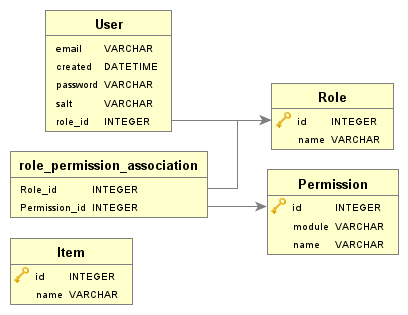 User
email VARCHAR
created DATETIME
password VARCHAR
salt VARCHAR
role_id INTEGER
Role
id INTEGER
name VARCHAR
role_permission_association
Role_id INTEGER
Permission_id INTEGER
Permission
id INTEGER
module VARCHAR
name VARCHAR
Item
id INTEGER
name VARCHAR